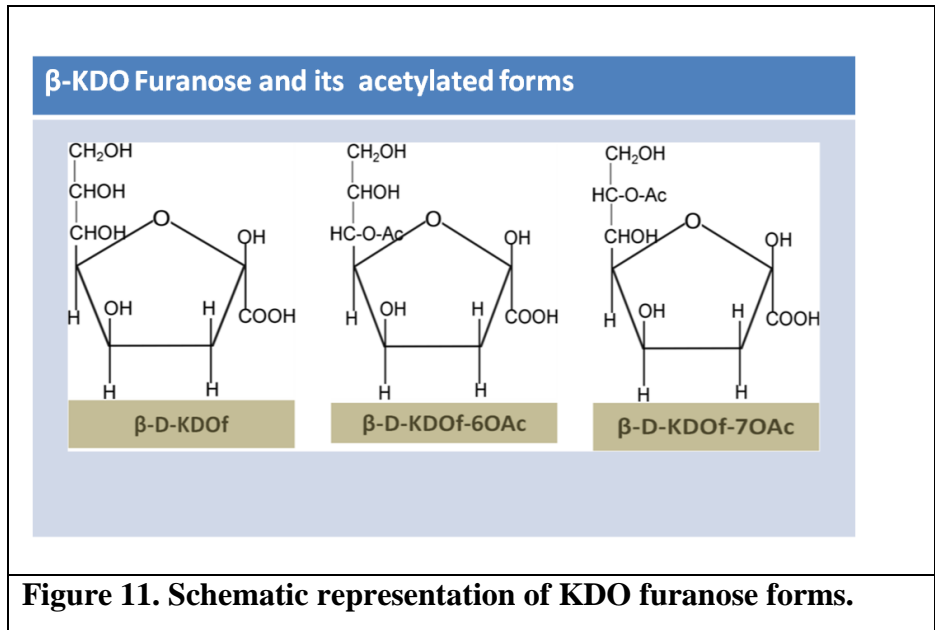 β-KDO Furanose and its acetylated forms
CH₂OH
CHOH
CHOH
O
OH
H
OH
H
COOH
H
H
β-D-KDOf
CH₂OH
CHOH
HC-O-Ac
O
OH
H
OH
H
COOH
H
H
β-D-KDOf-6OAc
CH₂OH
HC-O-Ac
CHOH
O
OH
H
OH
H
COOH
H
H
β-D-KDOf-7OAc
Figure 11. Schematic representation of KDO furanose forms.